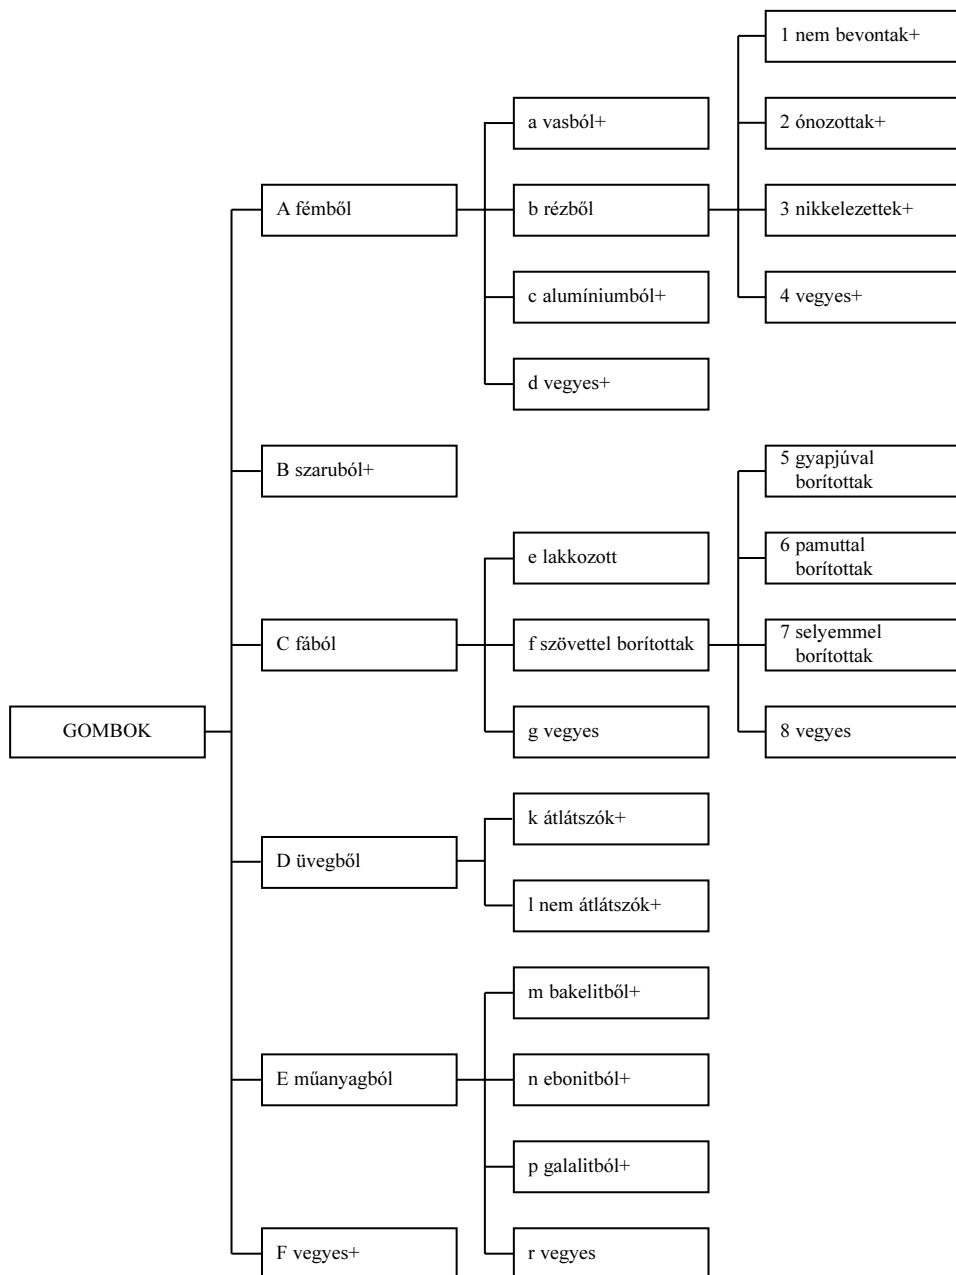 1 nem bevontak+
a vasból+
2 ónozottak+
A fémből
b rézből
3 nikkelezettek+
c alumíniumból+
4 vegyes+
d vegyes+
B szaruból+
5 gyapjúval
borítottak
e lakkozott
6 pamuttal
borítottak
C fából
f szövettel borítottak
7 selyemmel
borítottak
GOMBOK
g vegyes
8 vegyes
k átlátszók+
D üvegből
l nem átlátszók+
m bakelitből+
E műanyagból
n ebonitból+
p galalitból+
F vegyes+
r vegyes